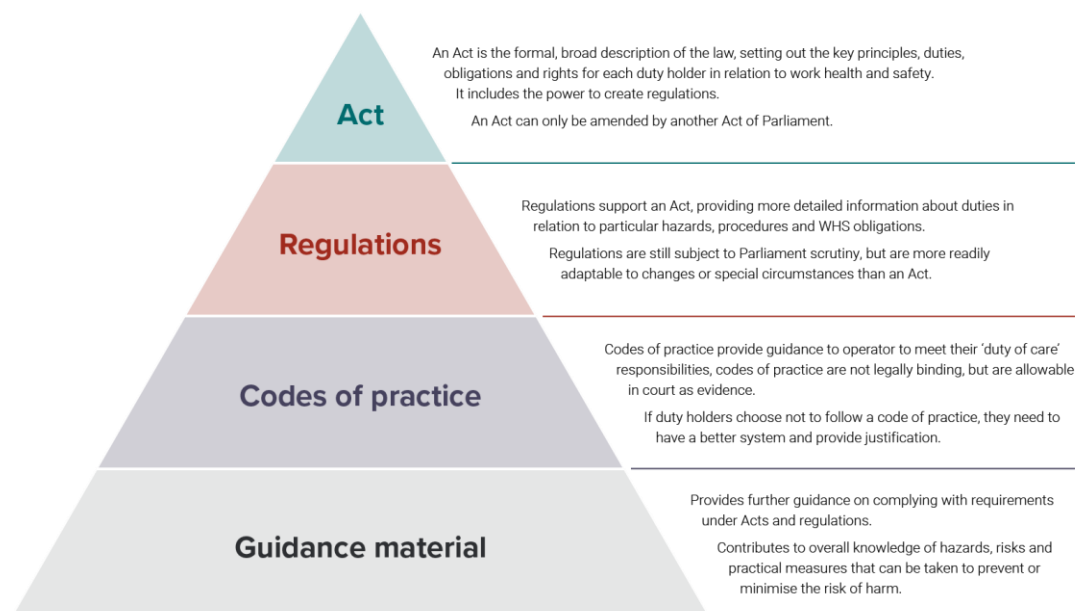 Act
An Act is the formal, broad description of the law, setting out the key principles, duties,
obligations and rights for each duty holder in relation to work health and safety.
It includes the power to create regulations.
An Act can only be amended by another Act of Parliament.
Regulations
Regulations support an Act, providing more detailed information about duties in
relation to particular hazards, procedures and WHS obligations.
Regulations are still subject to Parliament scrutiny, but are more readily
adaptable to changes or special circumstances than an Act.
Codes of practice
Codes of practice provide guidance to operator to meet their ‘duty of care’
responsibilities, codes of practice are not legally binding, but are allowable
in court as evidence.
If duty holders choose not to follow a code of practice, they need to
have a better system and provide justification.
Guidance material
Provides further guidance on complying with requirements
under Acts and regulations.
Contributes to overall knowledge of hazards, risks and
practical measures that can be taken to prevent or
minimise the risk of harm.